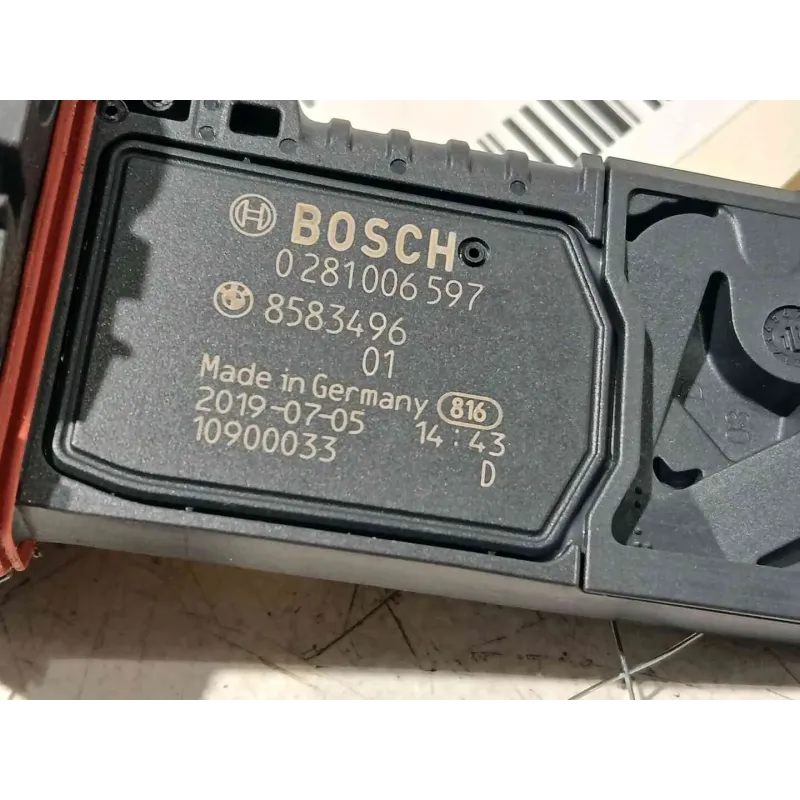 BOSCH
0 281 006 597
8583496
01
Made in Germany 816
2019-07-05 14:43
10900033 D